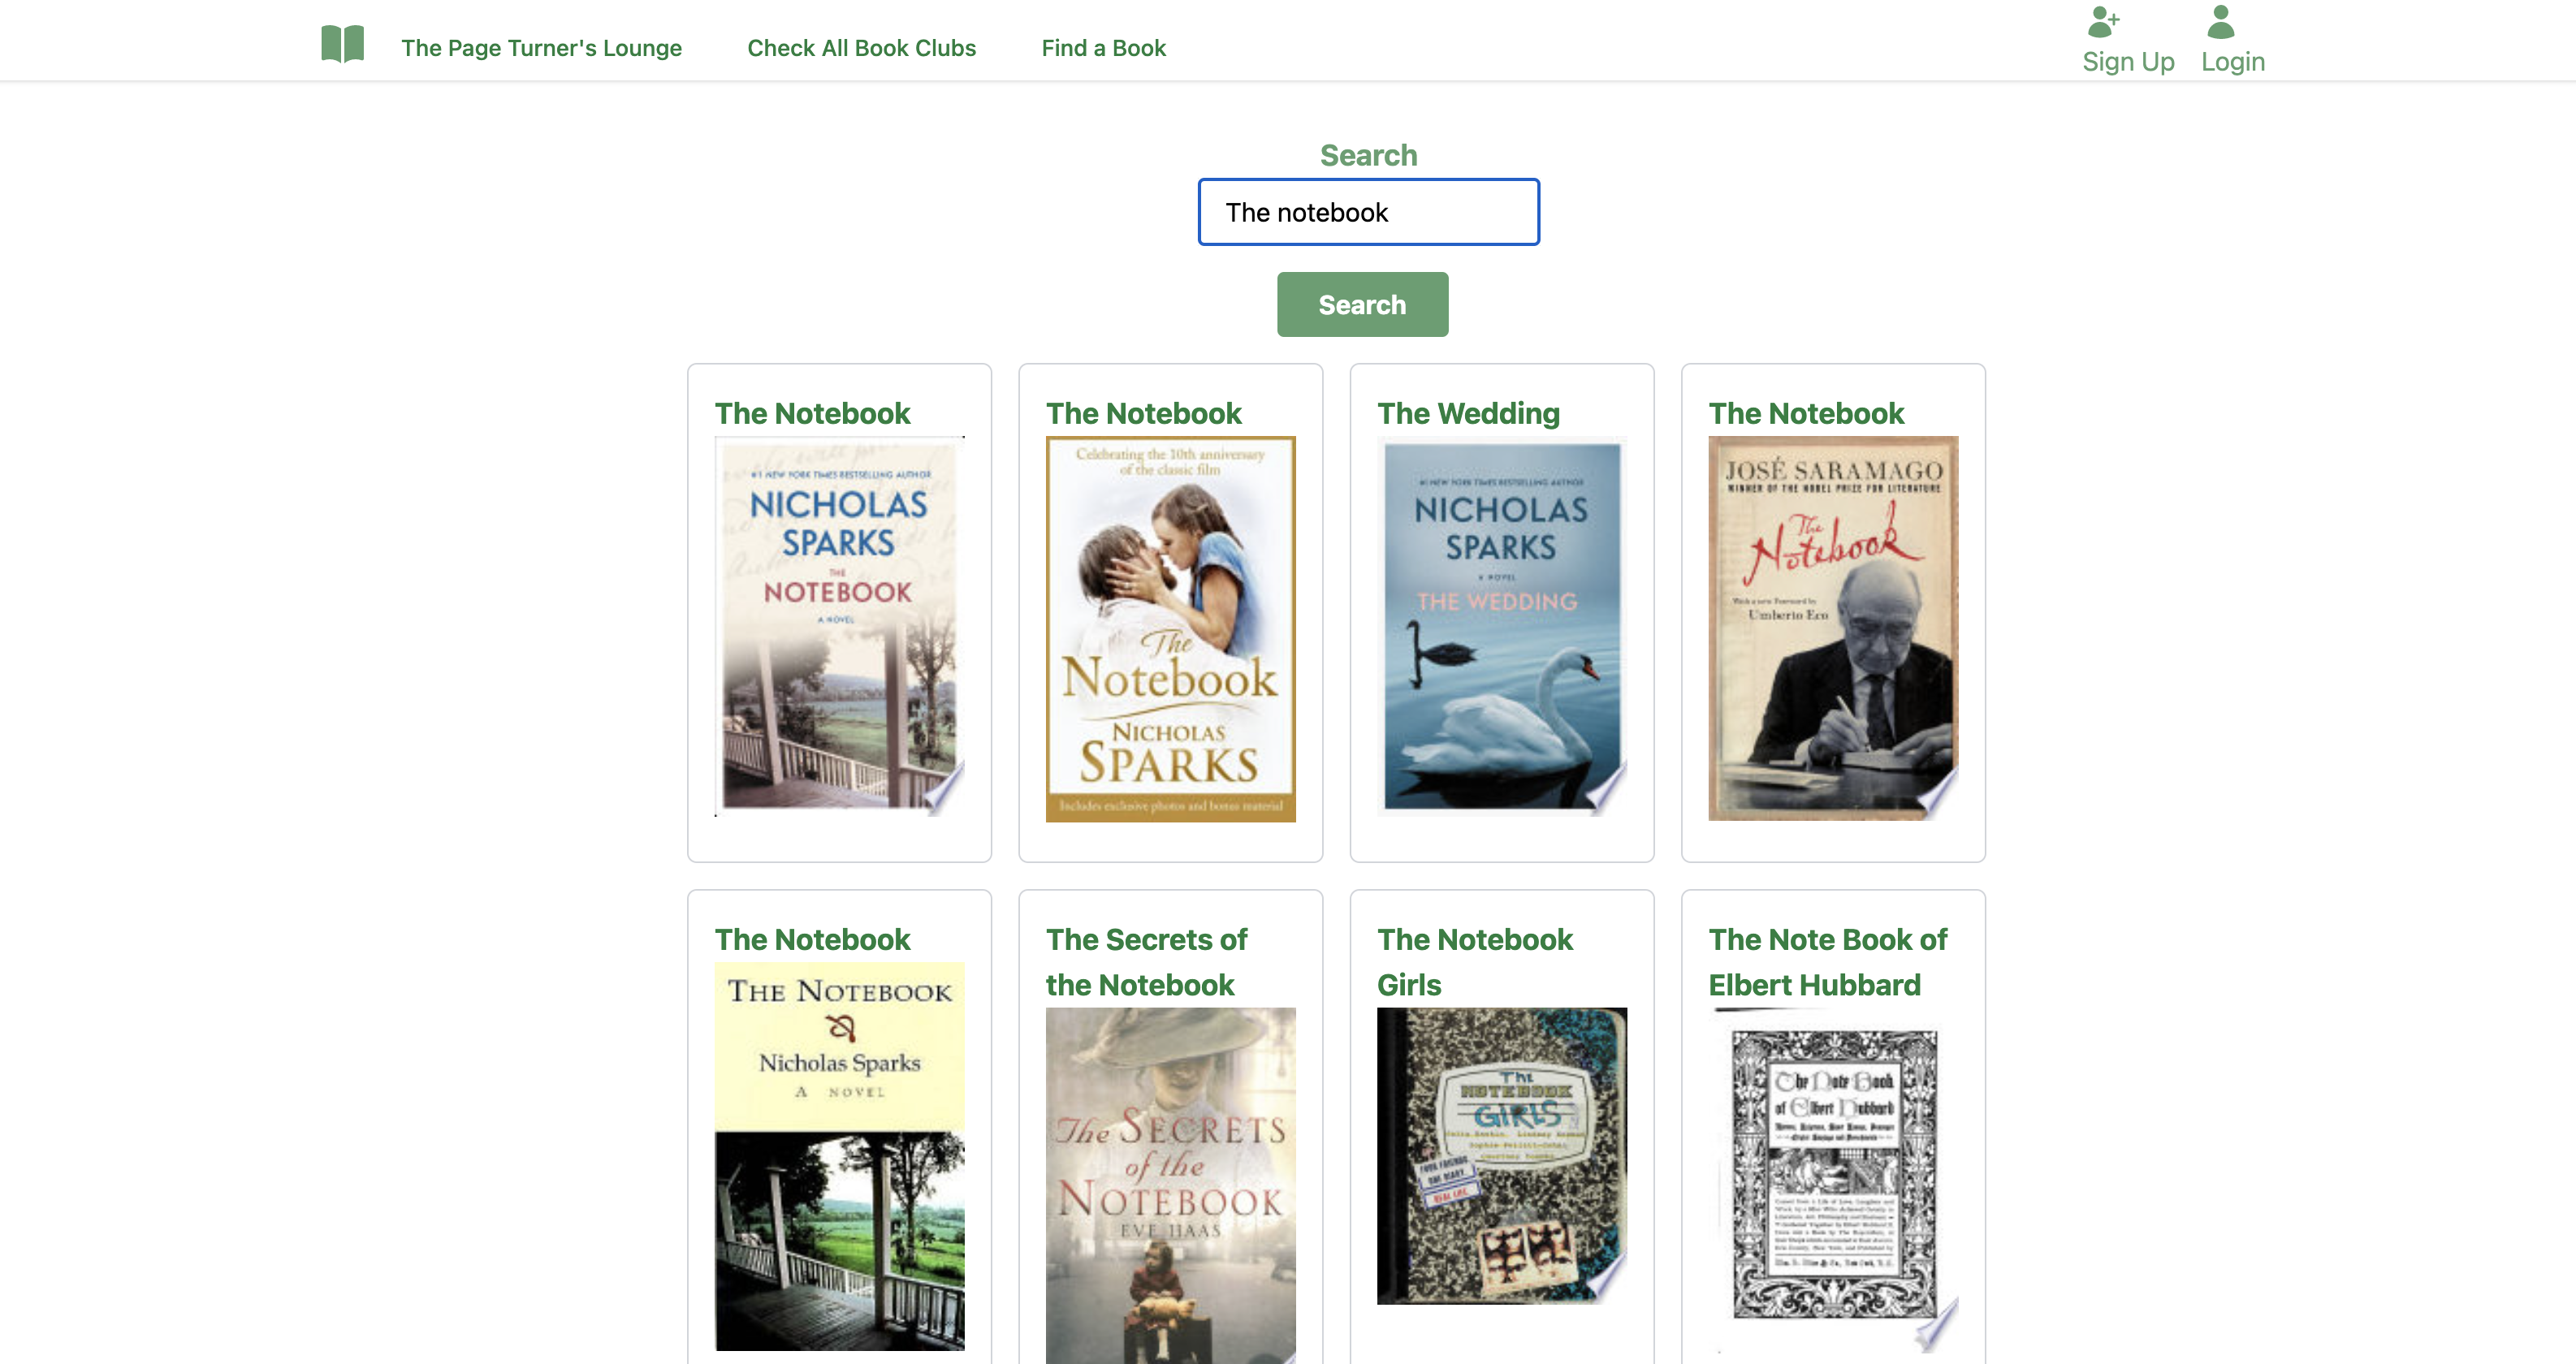 The Page Turner's Lounge
Check All Book Clubs
Find a Book
Sign Up
Login
Search
The notebook
Search
The Notebook
#1 NEW YORK TIMES BESTSELLING AUTHOR
NICHOLAS
SPARKS
THE
NOTEBOOK
A NOVEL
The Notebook
Celebrating the 10th anniversary
of the classic film
The
Notebook
NICHOLAS
SPARKS
Includes exclusive photos and bonus material
The Wedding
#1 NEW YORK TIMES BESTSELLING AUTHOR
NICHOLAS
SPARKS
A NOVEL
THE WEDDING
The Notebook
JOSÉ SARAMAGO
WINNER OF THE NOBEL PRIZE FOR LITERATURE
The
Notebook
With a new Foreword by
Umberto Eco
The Notebook
THE NOTEBOOK
Nicholas Sparks
A NOVEL
The Secrets of
the Notebook
The SECRETS
of the
NOTEBOOK
EVE HAAS
The Notebook
Girls
The
NOTEBOOK
GIRLS
FOUR FRIENDS
ONE DIARY
REAL LIFE
The Note Book of
Elbert Hubbard
The Note Book
of Elbert Hubbard